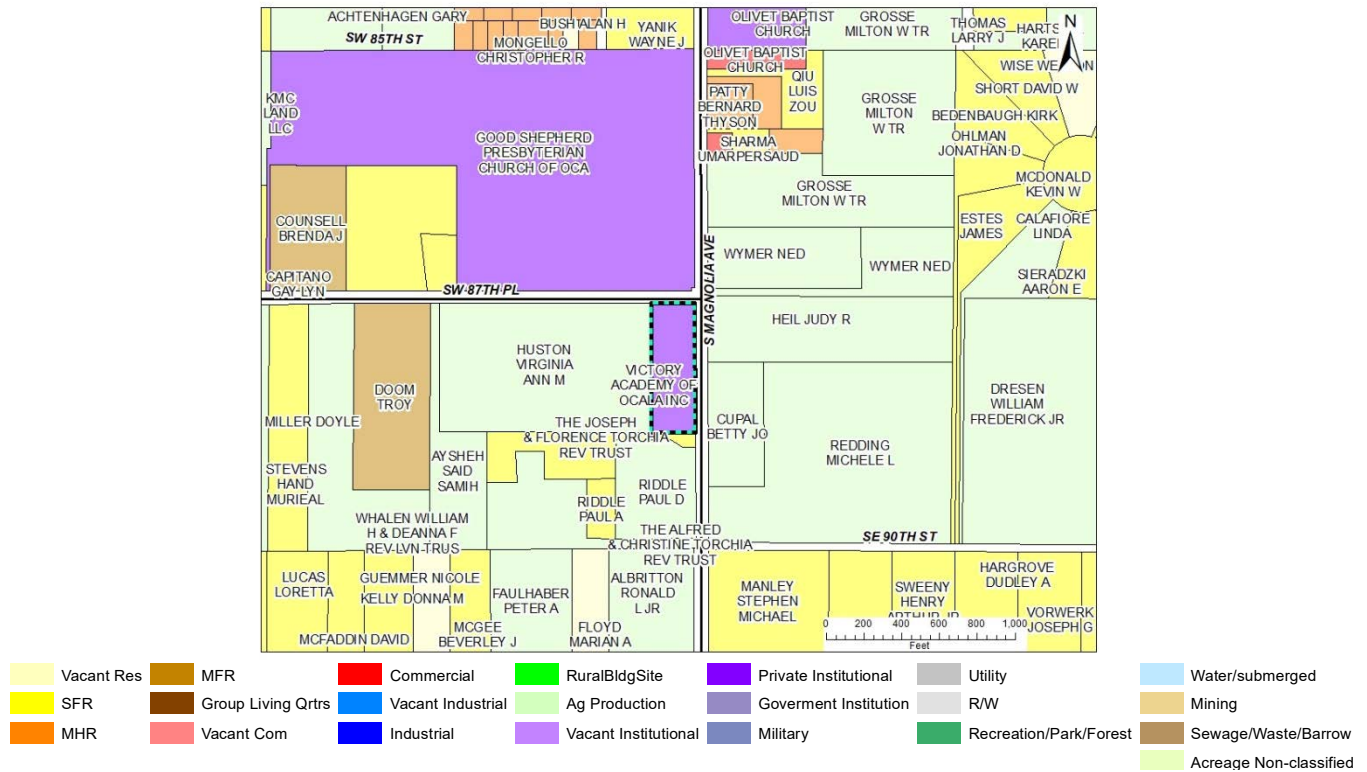 ACHTENHAGEN GARY
BUSH ALAN H
YANIK
WAYNE J
SW 85TH ST
MONGELLO
CHRISTOPHER R
OLIVET BAPTIST
CHURCH
GROSSE
MILTON W TR
THOMAS
LARRY J
N
OLIVET BAPTIST
CHURCH
WISE
SHORT DAVID W
KMC
LAND
LLC
GOOD SHEPHERD
PRESBYTERIAN
CHURCH OF OCA
PATTY
BERNARD
THYSON
QIU
LUIS
ZOU
GROSSE
MILTON
W TR
BEDENBAUGH KIRK
OHLMAN
JONATHAN D
SHARMA
UMARPERSAUD
MCDONALD
KEVIN W
GROSSE
MILTON W TR
COUNSELL
BRENDA J
ESTES
JAMES
CALAFIORE
LINDA
WYMER NED
WYMER NED
S MAGNOLIA AVE
SIERADZKI
AARON E
CAPITANO
GAY LYN
SW 87TH PL
HEIL JUDY R
HUSTON
VIRGINIA
ANN M
VICTORY
ACADEMY OF
OCALA INC
DOOM
TROY
DRESEN
WILLIAM
FREDERICK JR
MILLER DOYLE
THE JOSEPH
& FLORENCE TORCHIA
REV TRUST
CUPAL
BETTY JO
REDDING
MICHELE L
AYSHEH
SAID
SAMIH
STEVENS
HAND
MURIEAL
RIDDLE
PAUL D
RIDDLE
PAUL A
WHALEN WILLIAM
H & DEANNA F
REV LVN TRUS
THE ALFRED
& CHRISTINE TORCHIA
REV TRUST
SE 90TH ST
LUCAS
LORETTA
GUEMMER NICOLE
KELLY DONNA M
FAULHABER
PETER A
ALBRITTON
RONALD
L JR
MANLEY
STEPHEN
MICHAEL
SWEENY
HENRY
ARTHUR JR
HARGROVE
DUDLEY A
MCFADDIN DAVID
MCGEE
BEVERLEY J
FLOYD
MARIAN A
VORWERK
JOSEPH G
0 200 400 600 800 1,000
Feet
Vacant Res
SFR
MHR
MFR
Group Living Qrtrs
Vacant Com
Commercial
Vacant Industrial
Industrial
RuralBldgSite
Ag Production
Vacant Institutional
Private Institutional
Goverment Institution
Military
Utility
R/W
Recreation/Park/Forest
Water/submerged
Mining
Sewage/Waste/Barrow
Acreage Non-classified